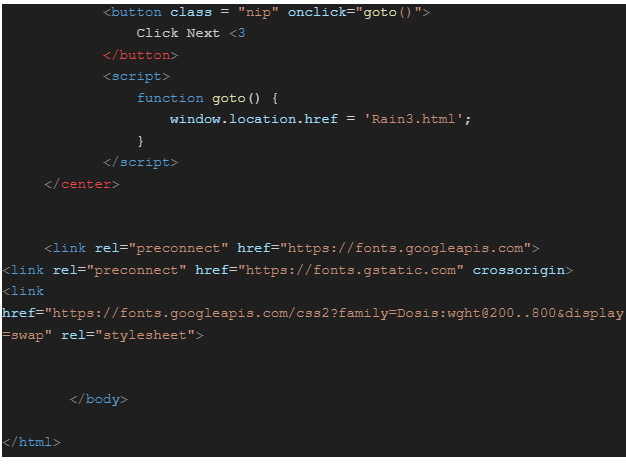 <button class = "nip" onclick="goto()">
Click Next <3
</button>
<script>
function goto() {
window.location.href = 'Rain3.html';
}
</script>
</center>
<link rel="preconnect" href="https://fonts.googleapis.com">
<link rel="preconnect" href="https://fonts.gstatic.com" crossorigin>
<link
href="https://fonts.googleapis.com/css2?family=Dosis:wght@200..800&display
=swap" rel="stylesheet">
</body>
</html>